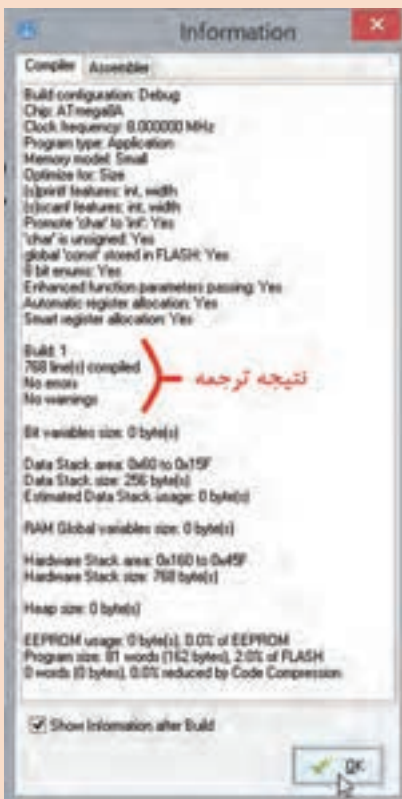 Information
Compiler Assembler
Build configuration: Debug
Chip: ATmega8A
Clock frequency: 8.000000 MHz
Program type: Application
Memory model: Small
Optimize for: Size
(s)printf features: int, width
(s)scanf features: int, width
Promote 'char' to 'int': Yes
'char' is unsigned: Yes
global 'const' stored in FLASH: Yes
8 bit enums: Yes
Enhanced function parameters passing: Yes
Automatic register allocation: Yes
Smart register allocation: Yes
Build: 1
768 line(s) compiled
No errors
No warnings
نتیجه ترجمه
Bit variables size: 0 byte(s)
Data Stack area: 0x60 to 0x15F
Data Stack size: 256 byte(s)
Estimated Data Stack usage: 0 byte(s)
RAM Global variables size: 0 byte(s)
Hardware Stack area: 0x160 to 0x45F
Hardware Stack size: 768 byte(s)
Heap size: 0 byte(s)
EEPROM usage: 0 byte(s), 0.0% of EEPROM
Program size: 81 words (162 bytes), 2.0% of FLASH
0 words (0 bytes), 0.0% reduced by Code Compression
Show Information after Build
OK